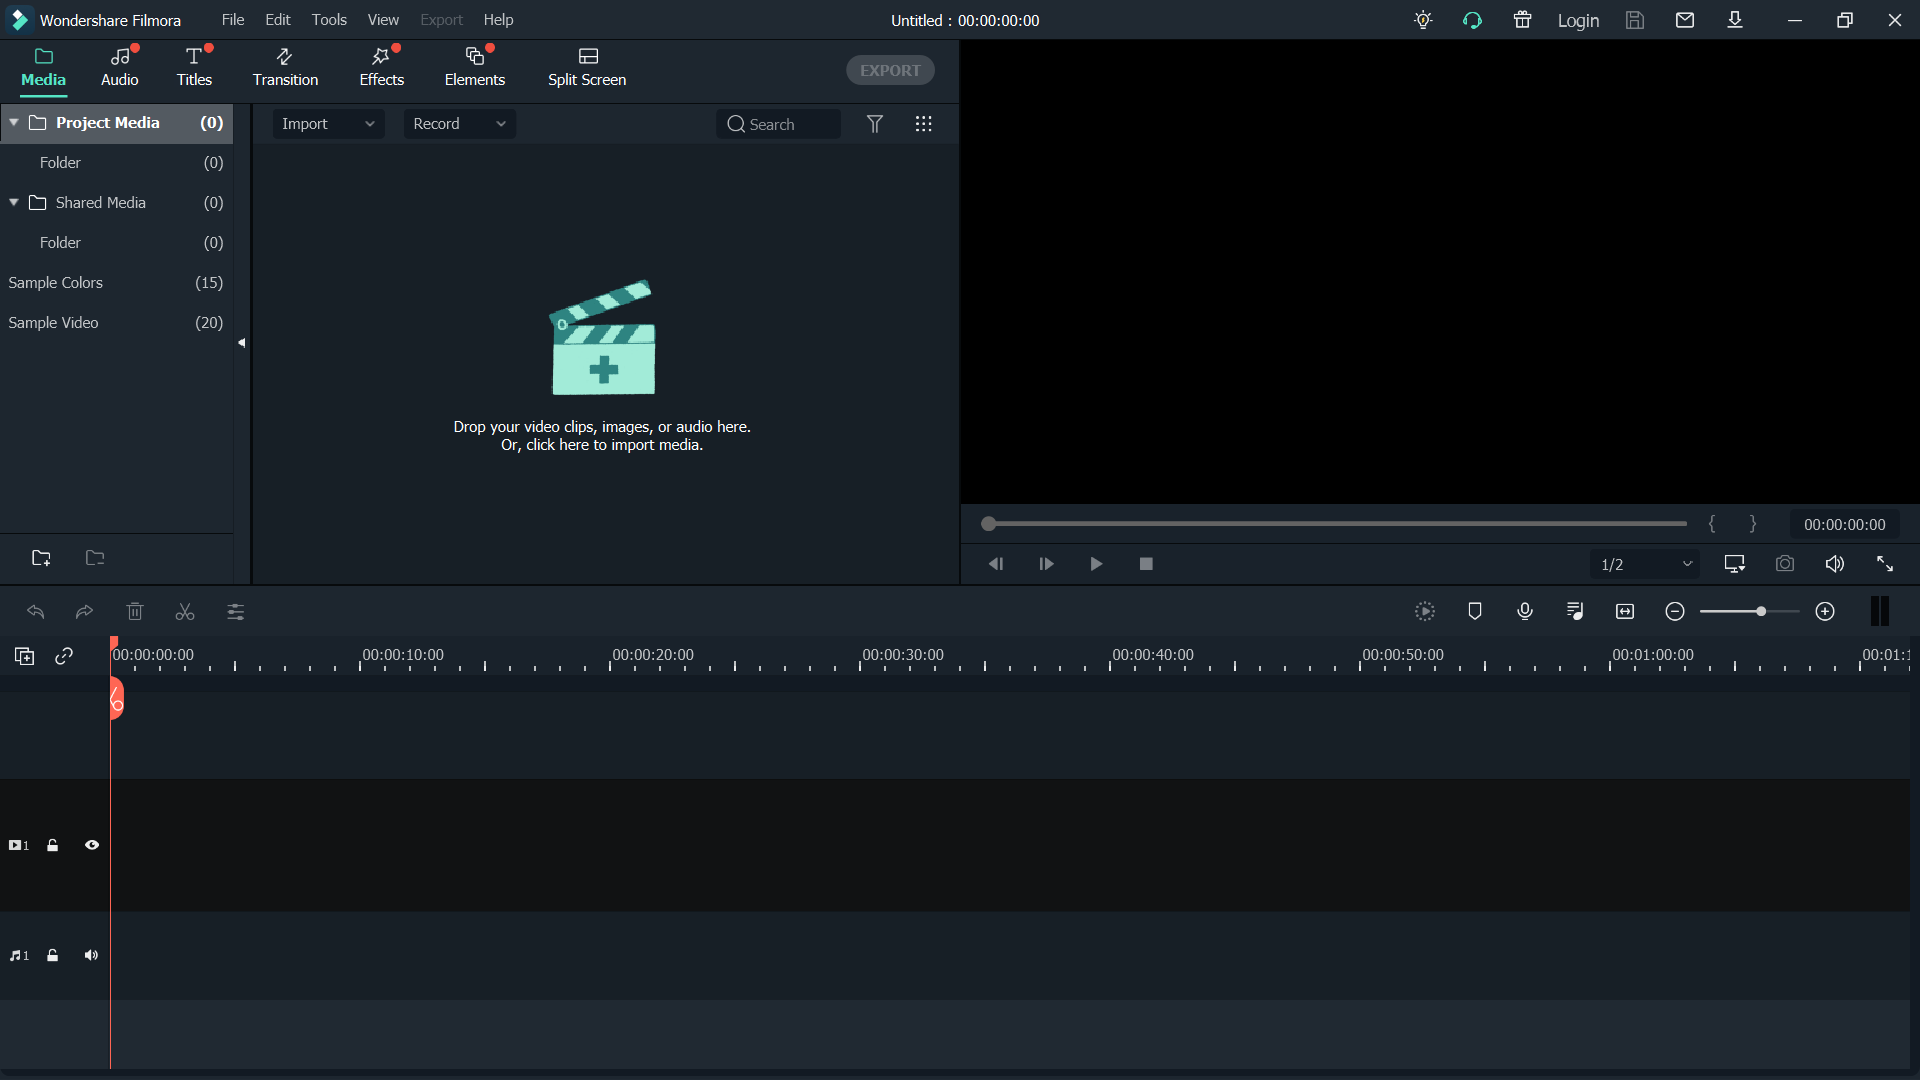 Wondershare Filmora File Edit Tools View Export Help Untitled : 00:00:00:00 Login
Media Audio Titles Transition Effects Elements Split Screen EXPORT
Project Media (0)
Folder (0)
Shared Media (0)
Folder (0)
Sample Colors (15)
Sample Video (20)
Import Record Search
Drop your video clips, images, or audio here.
Or, click here to import media.
{ } 00:00:00:00
1/2
00:00:00:00 00:00:10:00 00:00:20:00 00:00:30:00 00:00:40:00 00:00:50:00 00:01:00:00 00:01:1
1
1